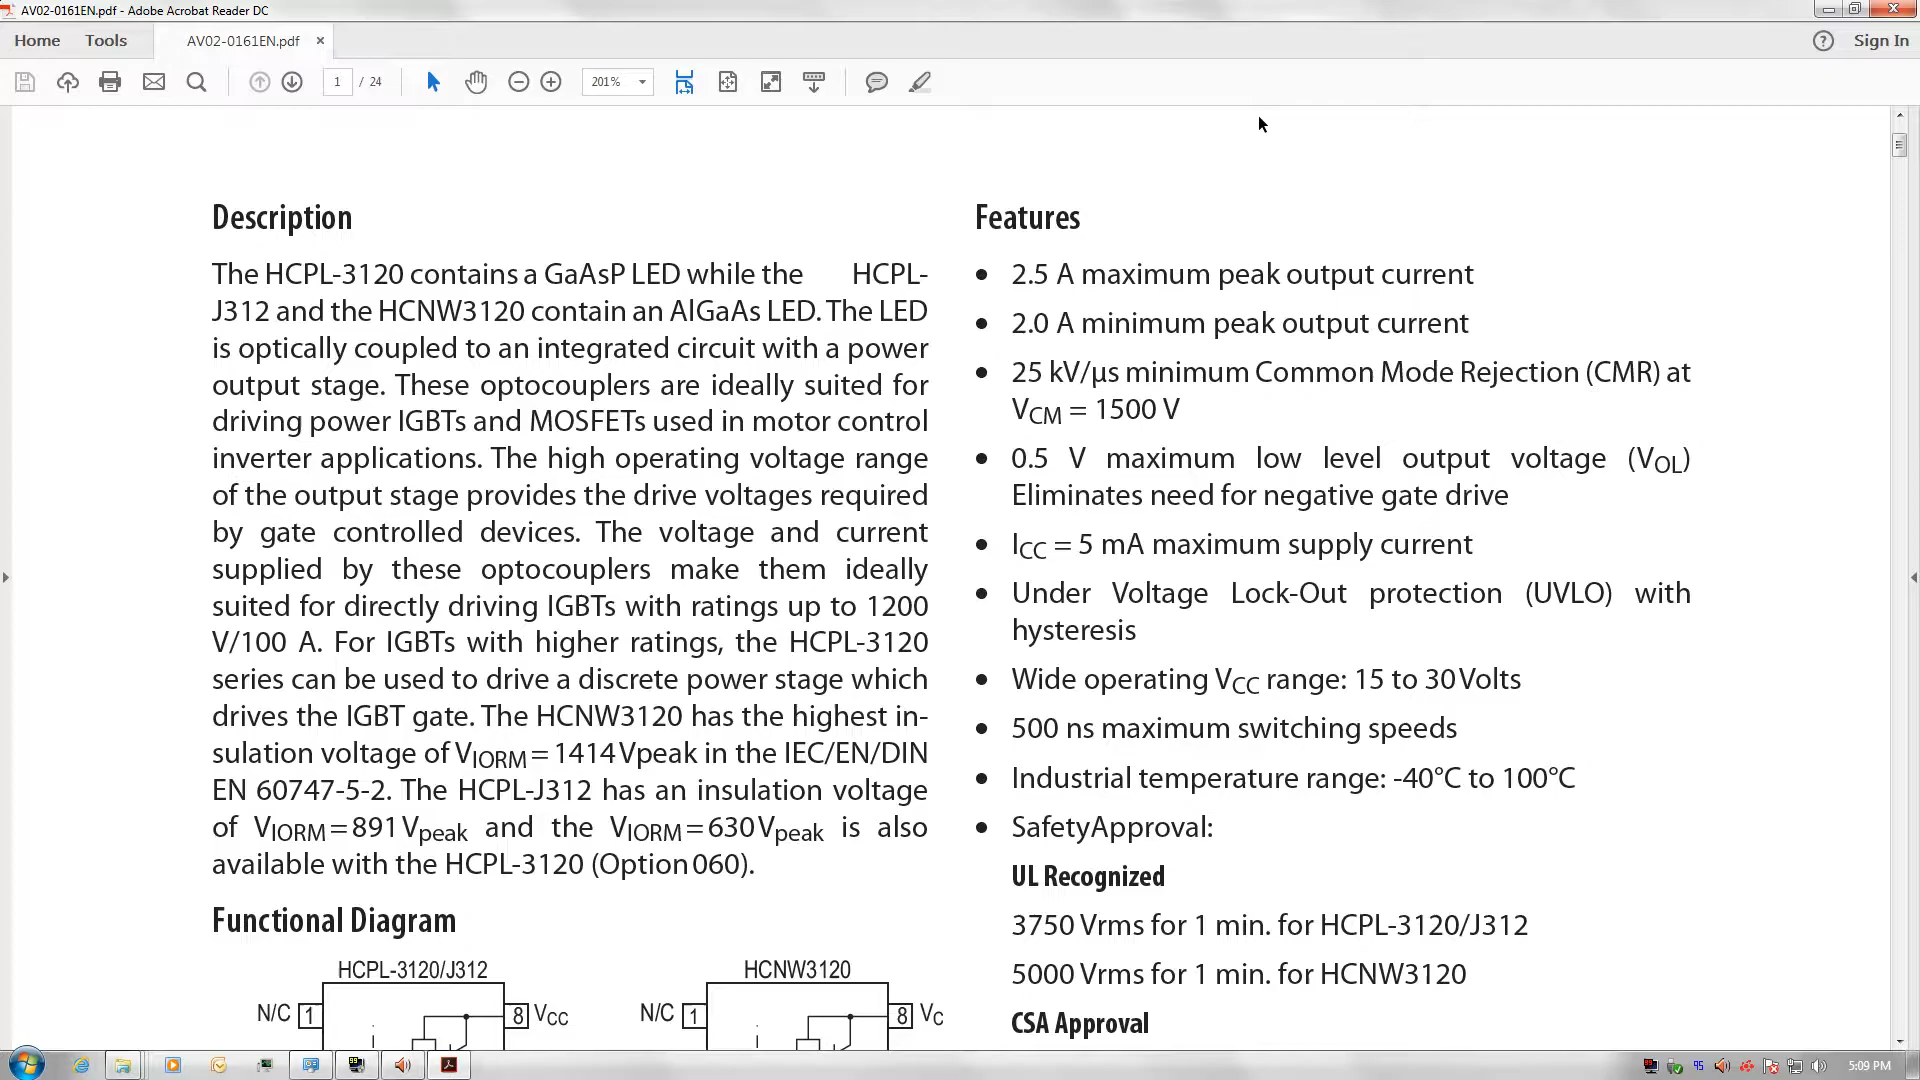 AV02-0161EN.pdf - Adobe Acrobat Reader DC
Home
Tools
AV02-0161EN.pdf
Sign In
1 / 24
201%
Description
The HCPL-3120 contains a GaAsP LED while the HCPL-
J312 and the HCNW3120 contain an AlGaAs LED. The LED
is optically coupled to an integrated circuit with a power
output stage. These optocouplers are ideally suited for
driving power IGBTs and MOSFETs used in motor control
inverter applications. The high operating voltage range
of the output stage provides the drive voltages required
by gate controlled devices. The voltage and current
supplied by these optocouplers make them ideally
suited for directly driving IGBTs with ratings up to 1200
V/100 A. For IGBTs with higher ratings, the HCPL-3120
series can be used to drive a discrete power stage which
drives the IGBT gate. The HCNW3120 has the highest in-
sulation voltage of VIORM = 1414 Vpeak in the IEC/EN/DIN
EN 60747-5-2. The HCPL-J312 has an insulation voltage
of VIORM = 891 Vpeak and the VIORM = 630 Vpeak is also
available with the HCPL-3120 (Option 060).
Functional Diagram
HCPL-3120/J312
N/C 1
8 VCC
HCNW3120
N/C 1
8 VC
Features
• 2.5 A maximum peak output current
• 2.0 A minimum peak output current
• 25 kV/µs minimum Common Mode Rejection (CMR) at
VCM = 1500 V
• 0.5 V maximum low level output voltage (VOL)
Eliminates need for negative gate drive
• ICC = 5 mA maximum supply current
• Under Voltage Lock-Out protection (UVLO) with
hysteresis
• Wide operating VCC range: 15 to 30 Volts
• 500 ns maximum switching speeds
• Industrial temperature range: -40°C to 100°C
• SafetyApproval:
UL Recognized
3750 Vrms for 1 min. for HCPL-3120/J312
5000 Vrms for 1 min. for HCNW3120
CSA Approval
5:09 PM